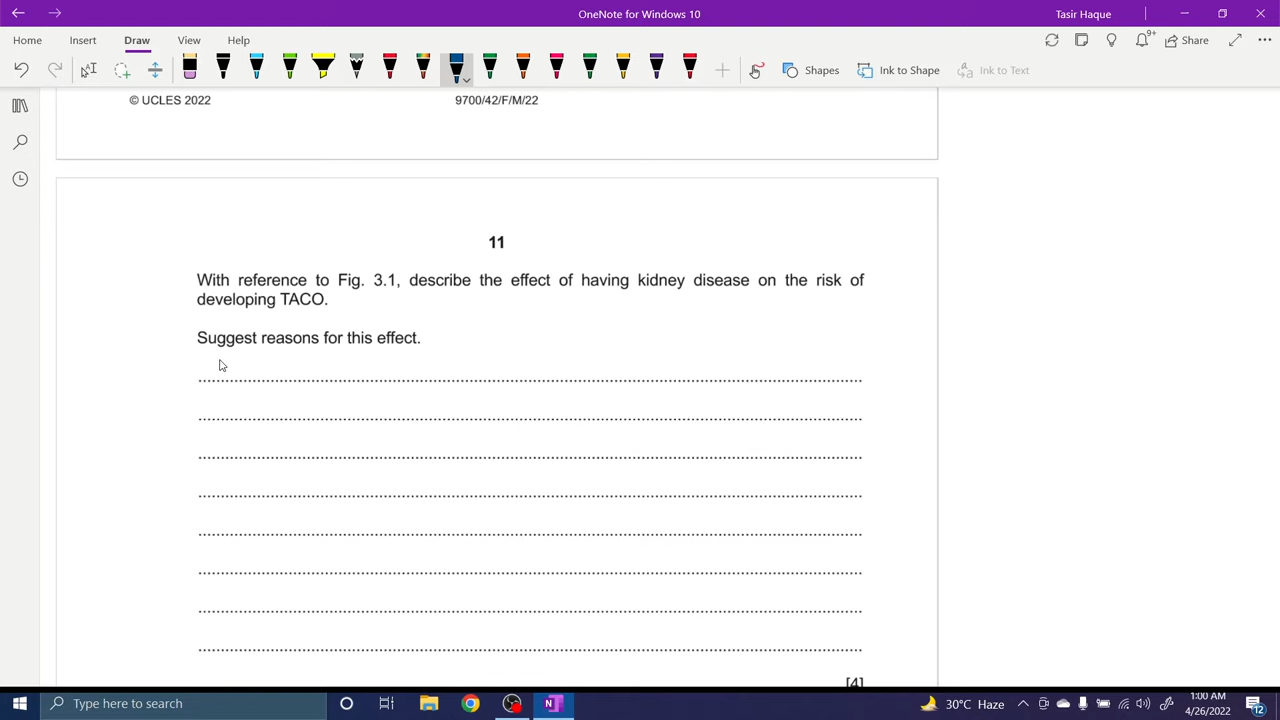 OneNote for Windows 10
Tasir Haque
Home
Insert
Draw
View
Help
Share
Shapes
Ink to Shape
Ink to Text
© UCLES 2022
9700/42/F/M/22
11
With reference to Fig. 3.1, describe the effect of having kidney disease on the risk of
developing TACO.
Suggest reasons for this effect.
[4]
Type here to search
30°C Haze
1:00 AM
4/26/2022
12